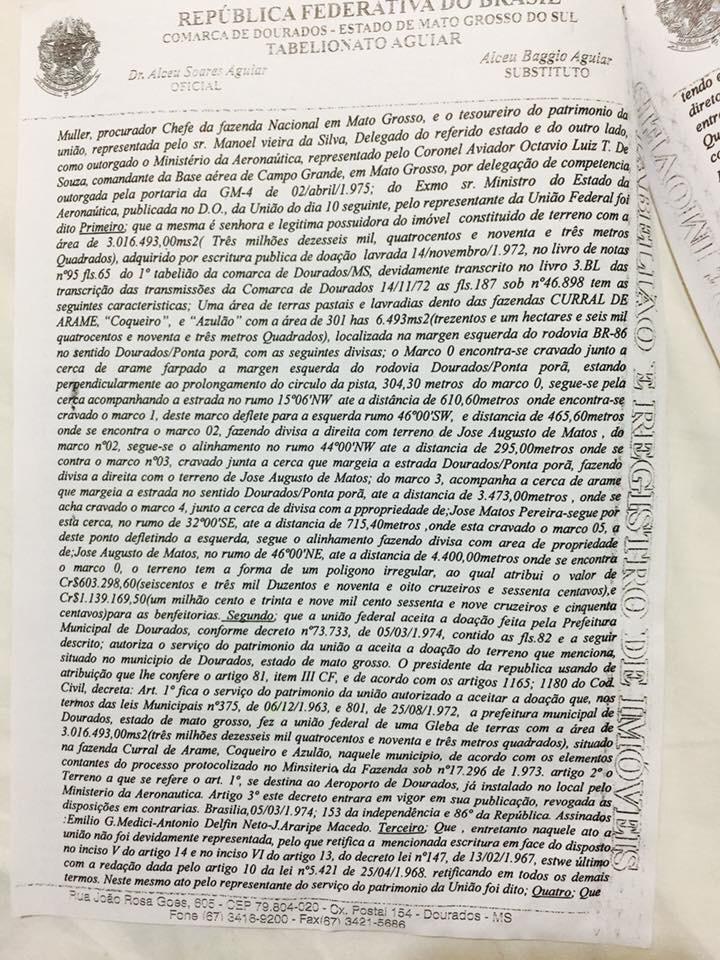 REPÚBLICA FEDERATIVA DO BRASIL
COMARCA DE DOURADOS - ESTADO DE MATO GROSSO DO SUL
TABELIONATO AGUIAR
Dr. Alceu Soares Aguiar
OFICIAL
Aiceu Baggio Aguiar
SUBSTITUTO
Muller, procurador Chefe da fazenda Nacional em Mato Grosso, e o tesoureiro do patrimonio da
união, representada pelo sr. Manoel vieira da Silva, Delegado do referido estado e do outro lado,
como outorgado o Ministério da Aeronaùtica, representado pelo Coronel Aviador Octavio Luiz T. De
Souza, comandante da Base aérea de Campo Grande, em Mato Grosso, por delegação de competencia
outorgada pela portaria da GM-4 de 02/abril/1.975; do Exmo sr. Ministro do Estado da
Aeronaùtica, publicada no D.O., da União do dia 10 seguinte, pelo representante da União Federal foi
dito Primeiro; que a mesma é senhora e legitima possuidora do imóvel constituido de terreno com a
área de 3.016.493,00ms2( Três milhões dezesseis mil, quatrocentos e noventa e três metros
Quadrados), adquirido por escritura publica de doação lavrada 14/novembro/1.972, no livro de notas
nº95 fls.65 do 1º tabelião da comarca de Dourados/MS, devidamente transcrito no livro 3.BL das
transcrição das transmissões da Comarca de Dourados 14/11/72 as fls.187 sob nº46.898 tem as
seguintes caracteristicas; Uma área de terras pastais e lavradias dento das fazendas CURRAL DE
ARAME, "Coqueiro", e "Azulão" com a área de 301 has 6.493ms2(trezentos e um hectares e seis mil
quatrocentos e noventa e três metros Quadrados), localizada na margem esquerda do rodovia BR-86
no sentido Dourados/Ponta porã, com as seguintes divisas; o Marco 0 encontra-se cravado junto a
cerca de arame farpado a margen esquerda do rodovia Dourados/Ponta porã, estando
perpendicularmente ao prolongamento do circulo da pista, 304,30 metros do marco 0, segue-se pela
cerca acompanhando a estrada no rumo 15º06'NW ate a distância de 610,60metros onde encontra-se
cravado o marco 1, deste marco deflete para a esquerda rumo 46º00'SW, e distancia de 465,60metros
onde se encontra o marco 02, fazendo divisa a direita com terreno de Jose Augusto de Matos , do
marco nº02, segue-se o alinhamento no rumo 44º00'NW ate a distancia de 295,00metros onde se
contra o marco nº03, cravado junta a cerca que margeia a estrada Dourados/Ponta porã, fazendo
divisa a direita com o terreno de Jose Augusto de Matos; do marco 3, acompanha a cerca de arame
que margeia a estrada no sentido Dourados/Ponta porã, ate a distancia de 3.473,00metros , onde se
acha cravado o marco 4, junto a cerca de divisa com a ppropriedade de;Jose Matos Pereira-segue por
esta cerca, no rumo de 32º00'SE, ate a distância de 715,40metros ,onde esta cravado o marco 05, a
deste ponto defletindo a esquerda, segue o alinhamento fazendo divisa com area de propriedade
de;Jose Augusto de Matos, no rumo de 46º00'NE, ate a distancia de 4.400,00metros onde se encontra
o marco 0, o terreno tem a forma de um poligono irregular, ao qual atribui o valor de
Cr$603.298,60(seiscentos e três mil Duzentos e noventa e oito cruzeiros e sessenta centavos),e
Cr$1.139.169,50(um milhão cento e trinta e nove mil cento sessenta e nove cruzeiros e cinquenta
centavos)para as benfeitorias. Segundo; que a união federal aceita a doação feita pela Prefeitura
Municipal de Dourados, conforme decreto nº73.733, de 05/03/1.974, contido as fls.82 e a seguir
descrito; autoriza o serviço do patrimonio da união a aceita a doação do terreno que menciona,
situado no municipio de Dourados, estado de mato grosso. O presidente da republica usando de
atribuição que lhe confere o artigo 81, item III CF, e de acordo com os artigos 1165; 1180 do Cod.
Civil, decreta: Art. 1º fica o serviço do patrimonio da união autorizado a aceitar a doação que, nos
termos das leis Municipais nº375, de 06/12/1.963, e 801, de 25/08/1.972, a prefeitura municipal de
Dourados, estado de mato grosso, fez a união federal de uma Gleba de terras com a área de
3.016.493,00ms2(três milhões dezesseis mil quatrocentos e noventa e três metros quadrados), situado
na fazenda Curral de Arame, Coqueiro e Azulão, naquele municipio, de acordo com os elementos
contantes do processo protocolizado no Minsiterio da Fazenda sob nº17.296 de 1.973. artigo 2º o
Terreno a que se refere o art. 1º, se destina ao Aeroporto de Dourados, já instalado no local pelo
Ministerio da Aeronautica. Artigo 3º este decreto entrara em vigor em sua publicação, revogada as
disposições em contrarias. Brasilia,05/03/1.974; 153 da independência e 86º da República. Assinados
:Emilio G.Medici-Antonio Delfin Neto-J.Araripe Macedo. Terceiro; Que , entretanto naquele ato a
união não foi devidamente representada, pelo que retifica a mencionada escritura em face do disposto
no inciso V do artigo 14 e no inciso VI do artigo 13, do decreto lei nº147, de 13/02/1.967, estwe último
com a redação dada pelo artigo 10 da lei nº5.421 de 25/04/1.968. retificando em todos os demais
termos. Neste mesmo ato pelo representante do serviço do patrimonio da União foi dito; Quatro; Que
Rua João Rosa Goes, 605 - CEP 79.804-020 - Cx. Postal 154 - Dourados - MS
Fone (67) 3416-9200 - Fax(67) 3421-5686
TABELIÃO E REGISTRO DE IMÓVEIS
tendo e
direto
entre
Qua